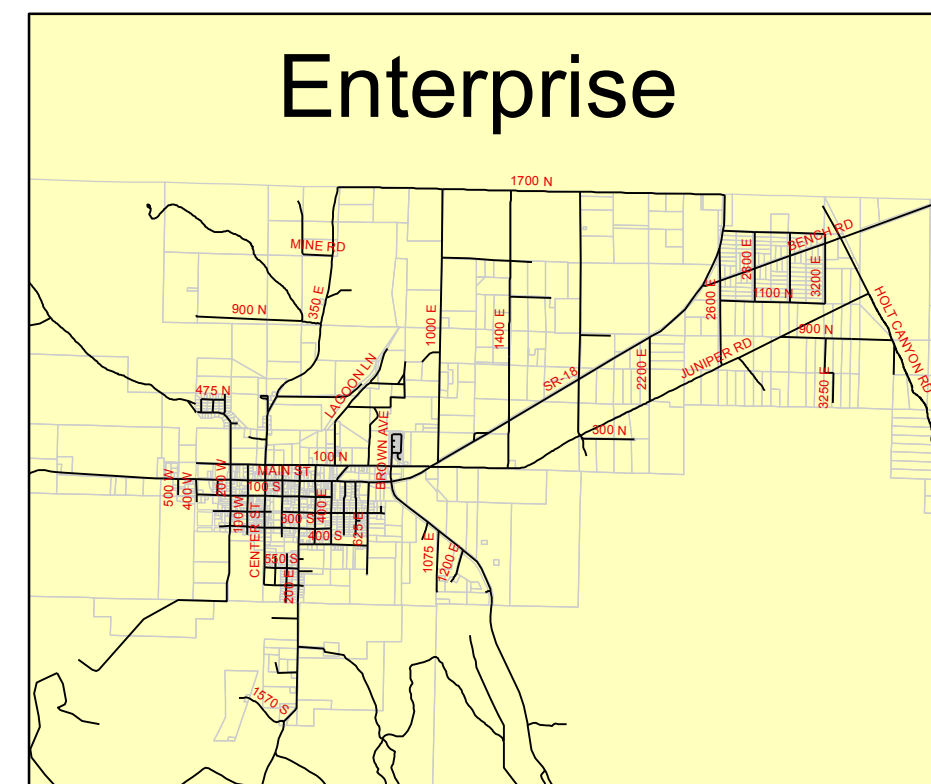 Enterprise
1700 N
BENCH RD
MINE RD
2800 E
3200 E
2600 E
1100 N
HOLT CANYON RD
350 E
900 N
1000 E
1400 E
900 N
JUNIPER RD
2200 E
SR-18
3250 E
LAGOON LN
475 N
BROWN AVE
300 N
100 N
MAIN ST
500 W
400 W
200 W
100 S
400 E
100 W
CENTER ST
300 S
625 E
400 S
1075 E
1200 E
550 S
200 E
1570 S